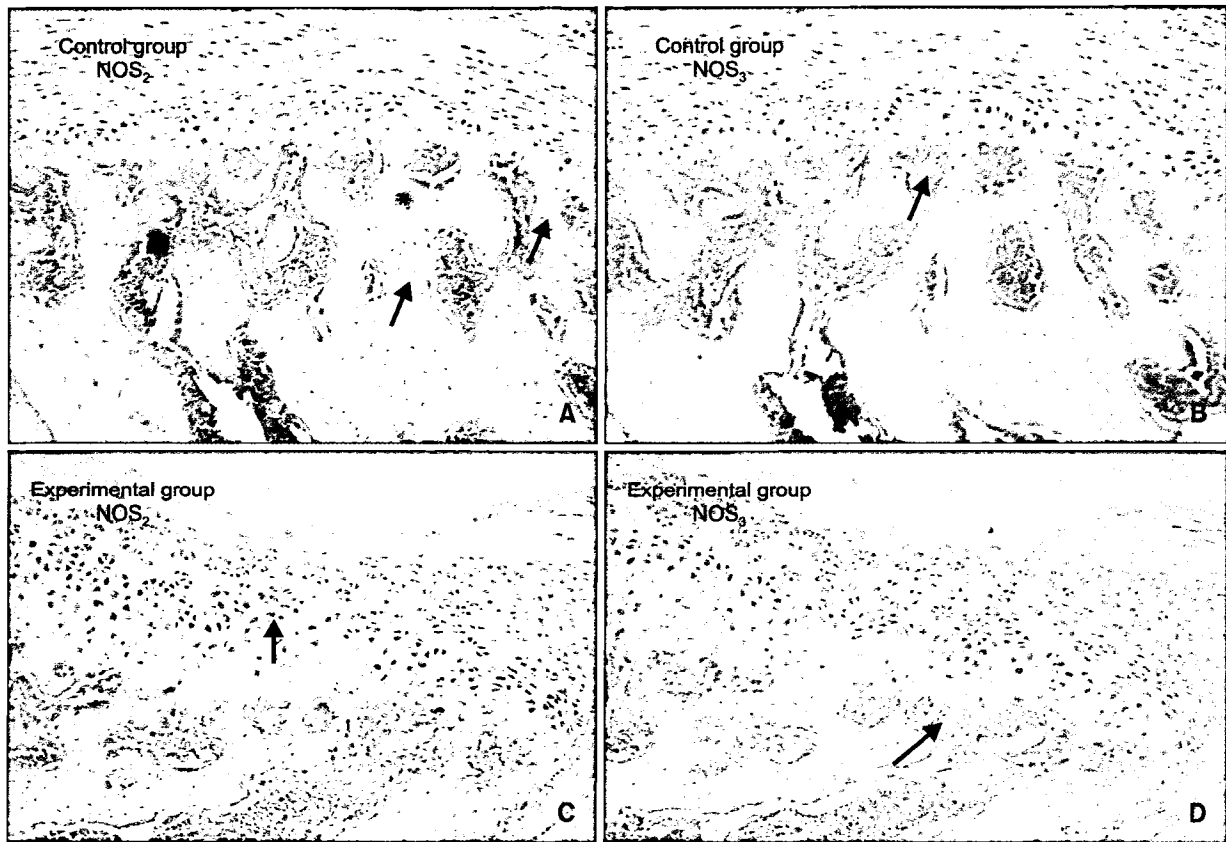 Control group
NOS₂
A
Control group
NOS₃
B
Experimental group
NOS₂
C
Experimental group
NOS₃
D